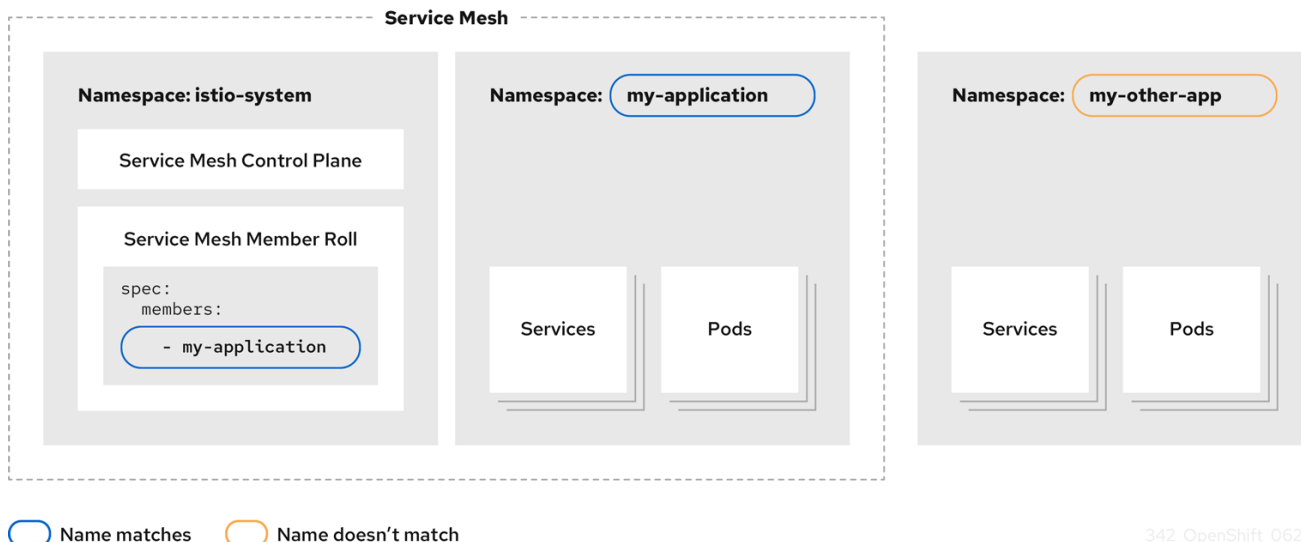 Service Mesh
Namespace: istio-system
Service Mesh Control Plane
Service Mesh Member Roll
spec:
members:
- my-application
Namespace: my-application
Services
Pods
Namespace: my-other-app
Services
Pods
Name matches
Name doesn’t match
342 OpenShift 062